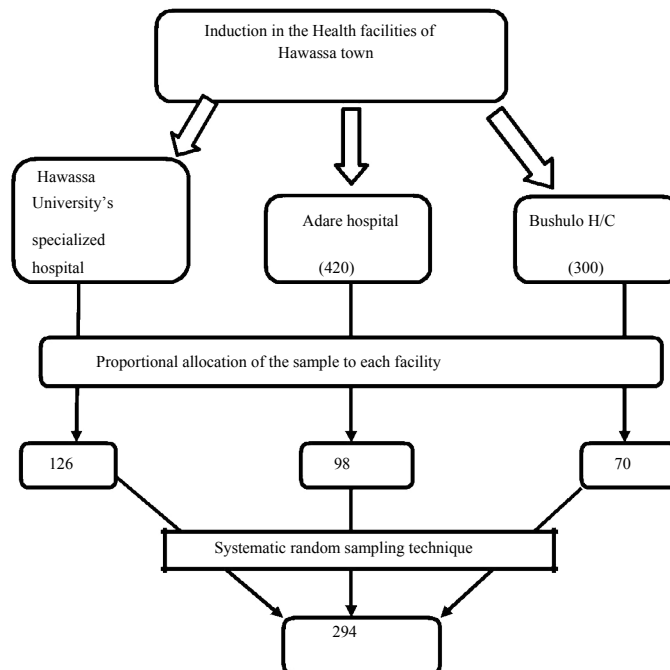 Induction in the Health facilities of
Hawassa town
Hawassa
University’s
specialized
hospital
Adare hospital
(420)
Bushulo H/C
(300)
Proportional allocation of the sample to each facility
126
98
70
Systematic random sampling technique
294